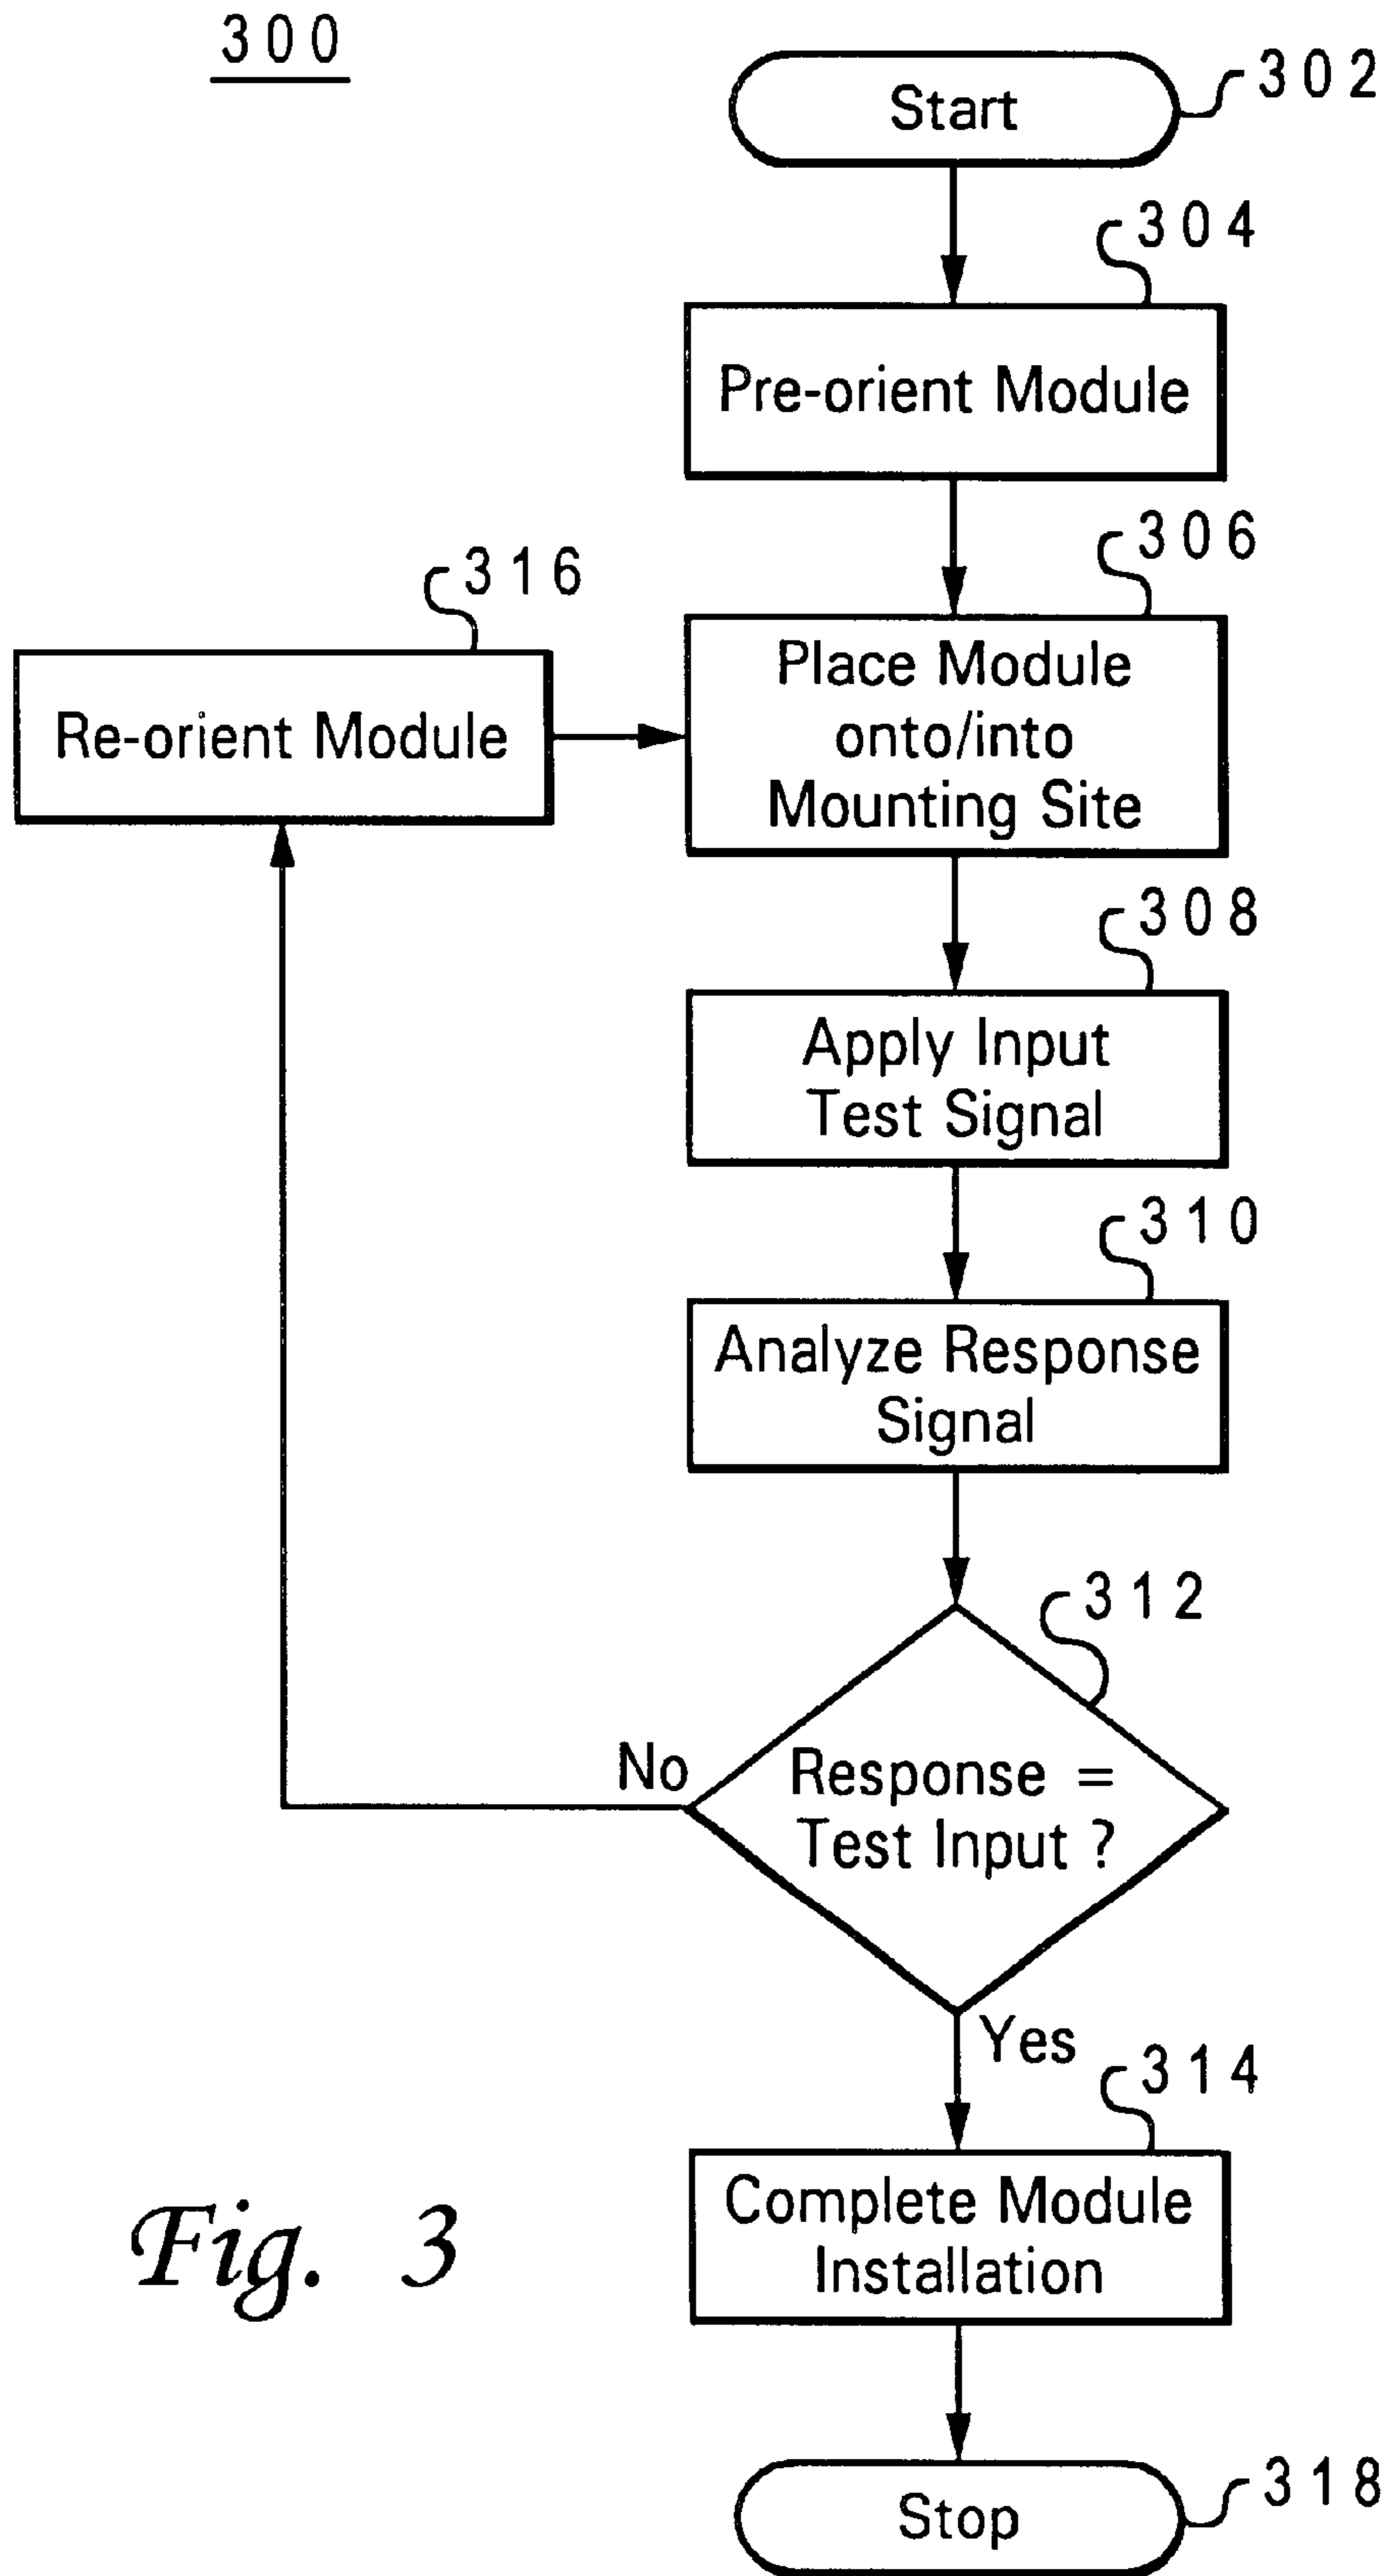 300
Start
302
304
Pre-orient Module
306
316
Place Module
onto/into
Mounting Site
Re-orient Module
308
Apply Input
Test Signal
310
Analyze Response
Signal
312
No
Response =
Test Input ?
Yes
314
Complete Module
Installation
Fig. 3
Stop
318